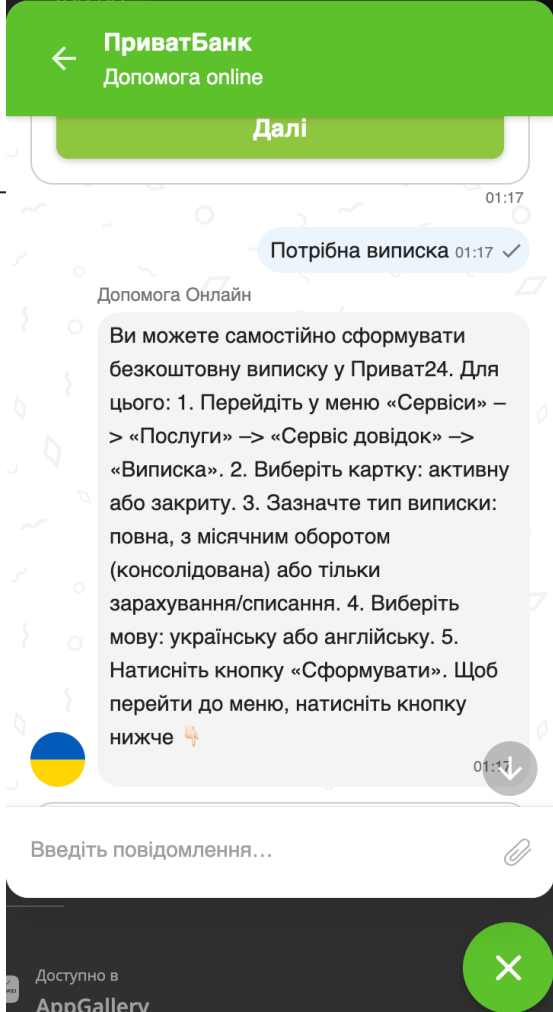 ПриватБанк
Допомога online
Далі
01:17
Потрібна виписка 01:17
Допомога Онлайн
Ви можете самостійно сформувати
безкоштовну виписку у Приват24. Для
цього: 1. Перейдіть у меню «Сервіси» –
> «Послуги» –> «Сервіс довідок» –>
«Виписка». 2. Виберіть картку: активну
або закриту. 3. Зазначте тип виписки:
повна, з місячним оборотом
(консолідована) або тільки
зарахування/списання. 4. Виберіть
мову: українську або англійську. 5.
Натисніть кнопку «Сформувати». Щоб
перейти до меню, натисніть кнопку
нижче 👇🏻
01:17
Введіть повідомлення...
Доступно в
AppGallery